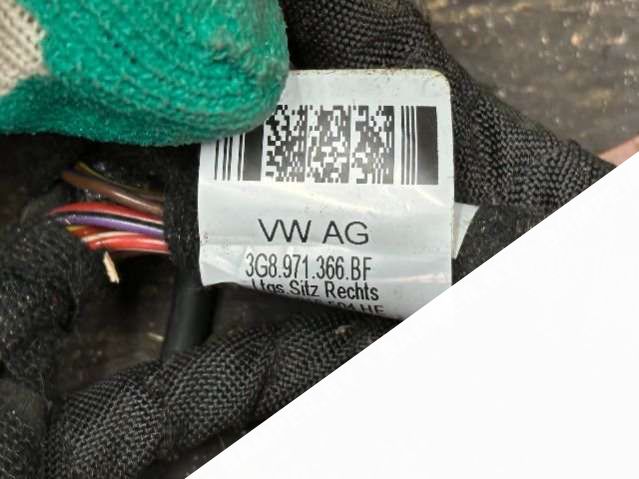 VW AG
3G8.971.366.BF
Ltgs.Sitz Rechts